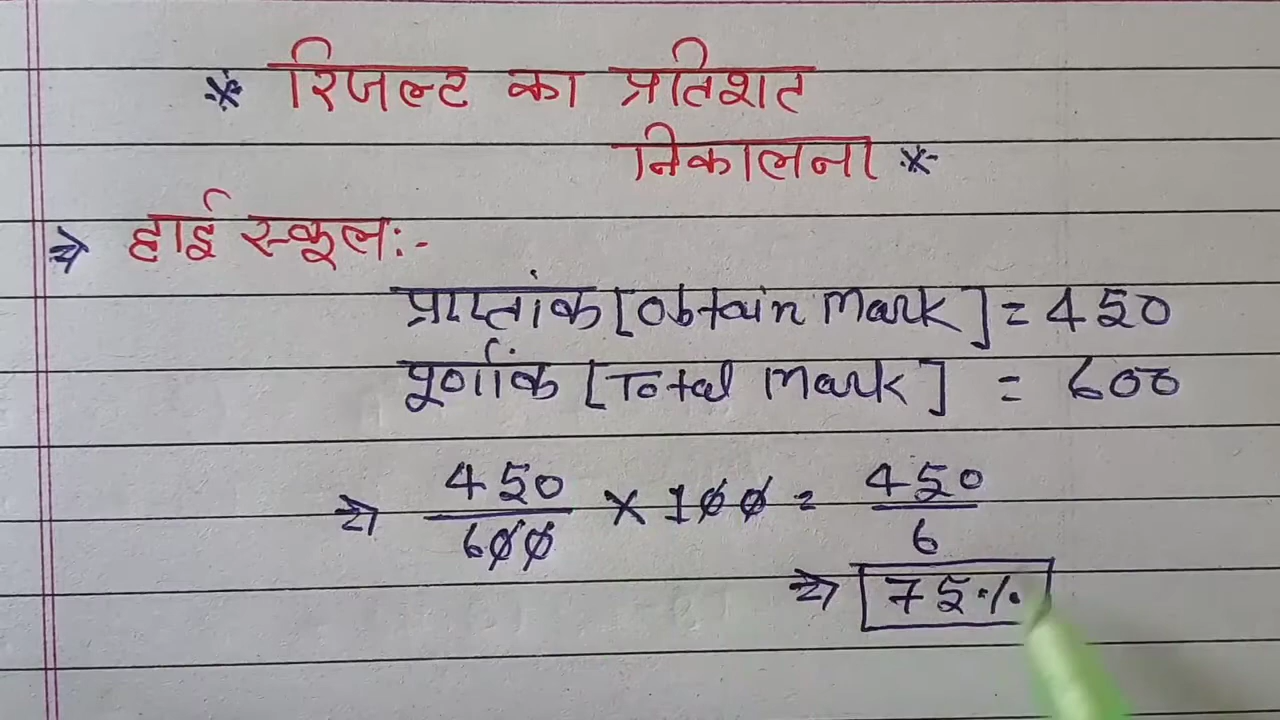 * रिजल्ट का प्रतिशत
निकालना *
⇒ हाई स्कूल:-
प्राप्तांक [Obtain Mark] = 450
पूर्णांक [Total Mark] = 600
⇒ 450/600 × 100 = 450/6
⇒ 75%